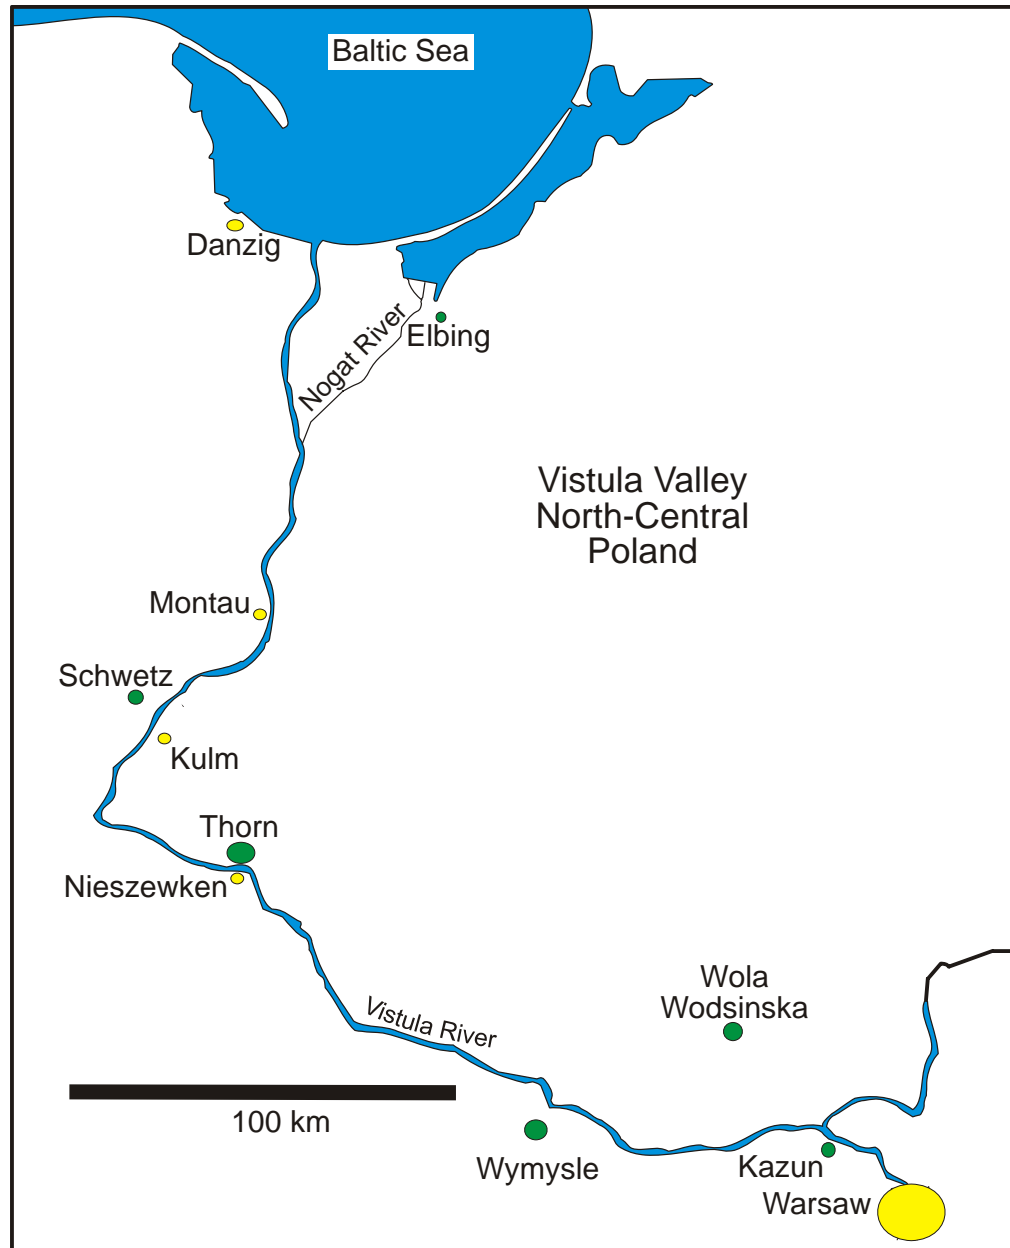 Baltic Sea
Danzig
Nogat River
Elbing
Vistula Valley
North-Central
Poland
Montau
Schwetz
Kulm
Thorn
Nieszewken
Wola
Wodsinska
Vistula River
100 km
Wymysle
Kazun
Warsaw